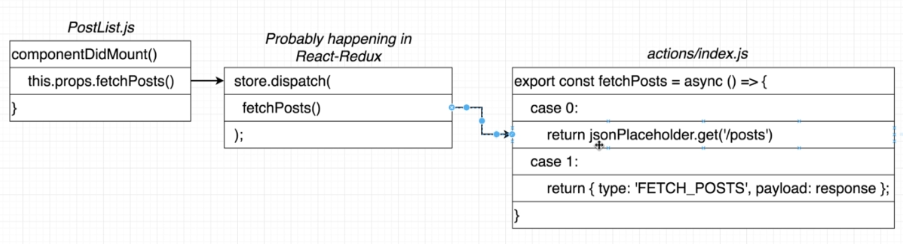 PostList.js
componentDidMount()
this.props.fetchPosts()
}
Probably happening in
React-Redux
store.dispatch(
fetchPosts()
);
actions/index.js
export const fetchPosts = async () => {
case 0:
return jsonPlaceholder.get('/posts')
case 1:
return { type: 'FETCH_POSTS', payload: response };
}